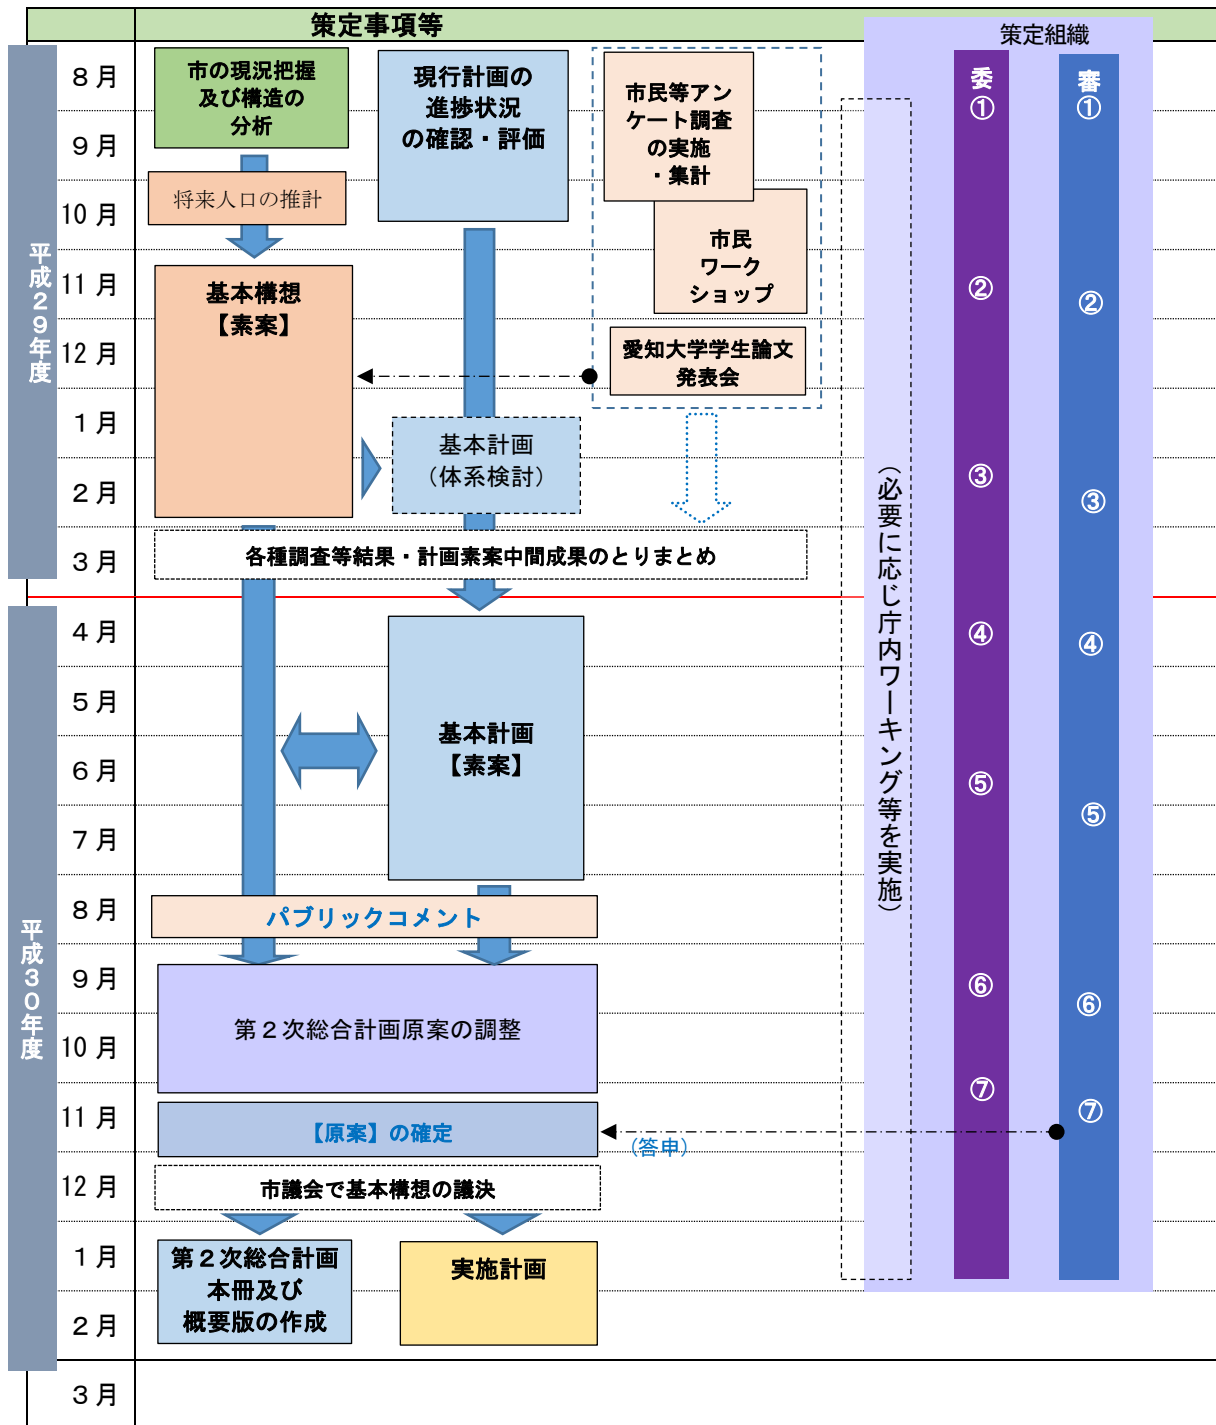 策定事項等
策定組織
平成29年度
8月
9月
10月
11月
12月
1月
2月
3月
平成30年度
4月
5月
6月
7月
8月
9月
10月
11月
12月
1月
2月
3月
市の現況把握
及び構造の
分析
将来人口の推計
基本構想
【素案】
現行計画の
進捗状況
の確認・評価
基本計画
（体系検討）
市民等アン
ケート調査
の実施
・集計
市民
ワーク
ショップ
愛知大学学生論文
発表会
各種調査等結果・計画素案中間成果のとりまとめ
基本計画
【素案】
パブリックコメント
第２次総合計画原案の調整
【原案】の確定
（答申）
市議会で基本構想の議決
第２次総合計画
本冊及び
概要版の作成
実施計画
（必要に応じ庁内ワーキング等を実施）
委
①
②
③
④
⑤
⑥
⑦
審
①
②
③
④
⑤
⑥
⑦